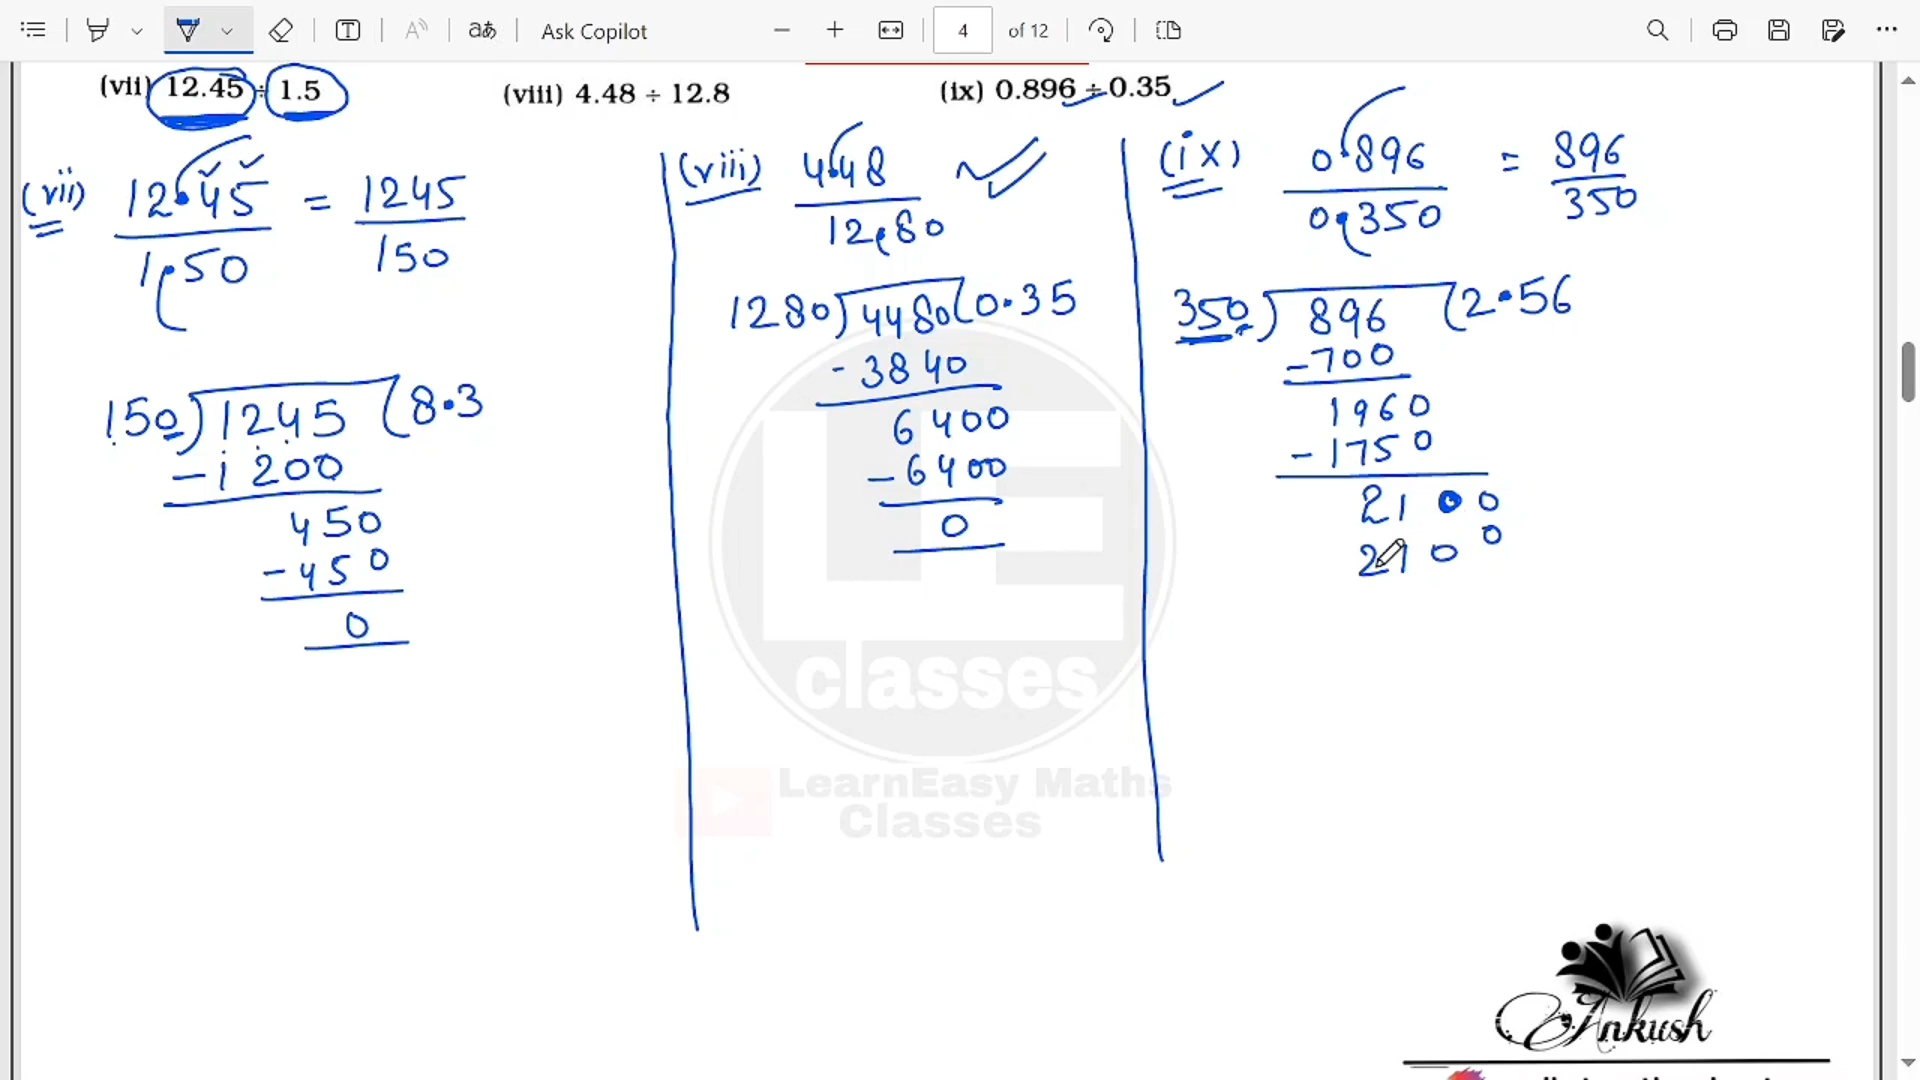 Ask Copilot 4 of 12
(vii) 12.45 ÷ 1.5 (viii) 4.48 ÷ 12.8 (ix) 0.896 ÷ 0.35
(vii) 12.45 / 1.50 = 1245 / 150
150) 1245 (8.3
-1200
450
-450
0
(viii) 4.48 / 12.80
1280) 4480 (0.35
-3840
6400
-6400
0
(ix) 0.896 / 0.350 = 896 / 350
350) 896 (2.56
-700
1960
-1750
2100
2100
LE
classes
LearnEasy Maths
Classes
Ankush